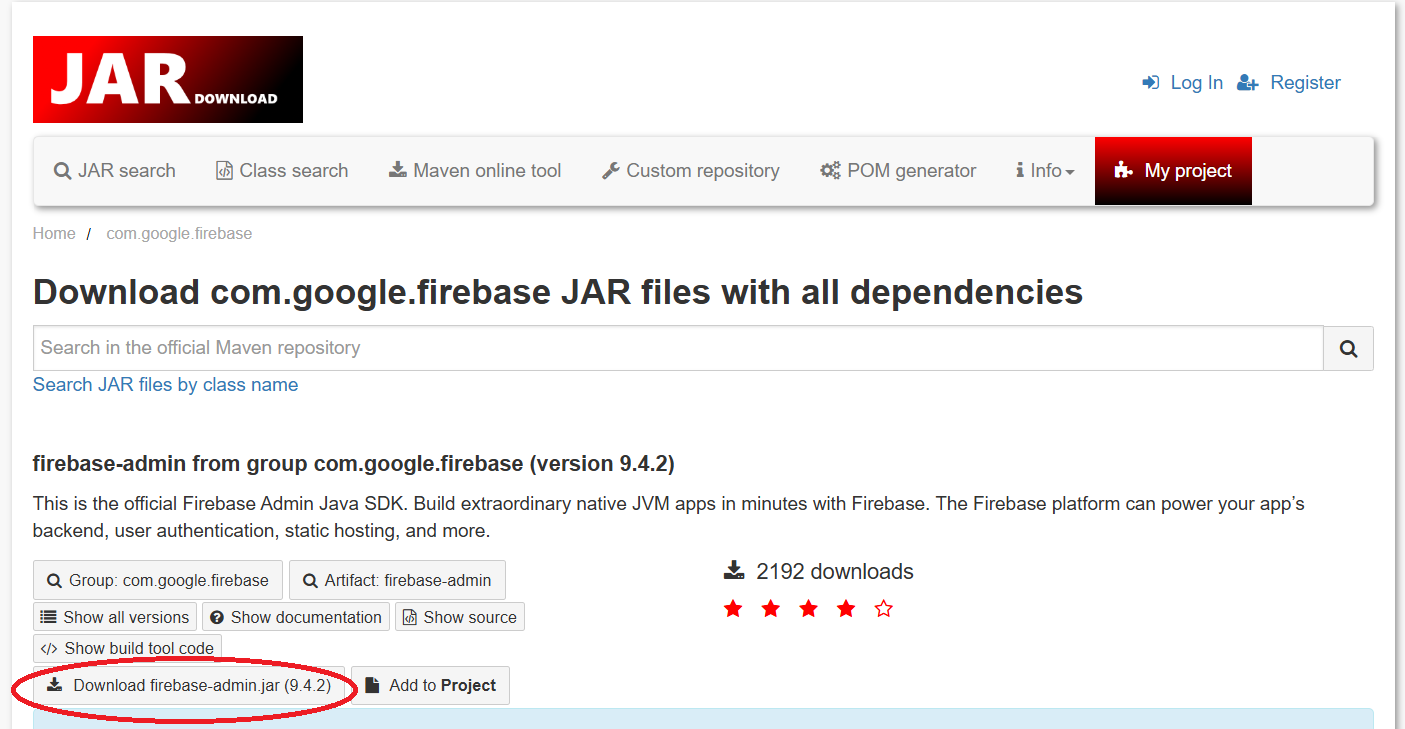 JAR DOWNLOAD
Log In Register
JAR search Class search Maven online tool Custom repository POM generator Info My project
Home / com.google.firebase
Download com.google.firebase JAR files with all dependencies
Search in the official Maven repository
Search JAR files by class name
firebase-admin from group com.google.firebase (version 9.4.2)
This is the official Firebase Admin Java SDK. Build extraordinary native JVM apps in minutes with Firebase. The Firebase platform can power your app’s
backend, user authentication, static hosting, and more.
Group: com.google.firebase Artifact: firebase-admin
2192 downloads
Show all versions Show documentation Show source
Show build tool code
Download firebase-admin.jar (9.4.2) Add to Project